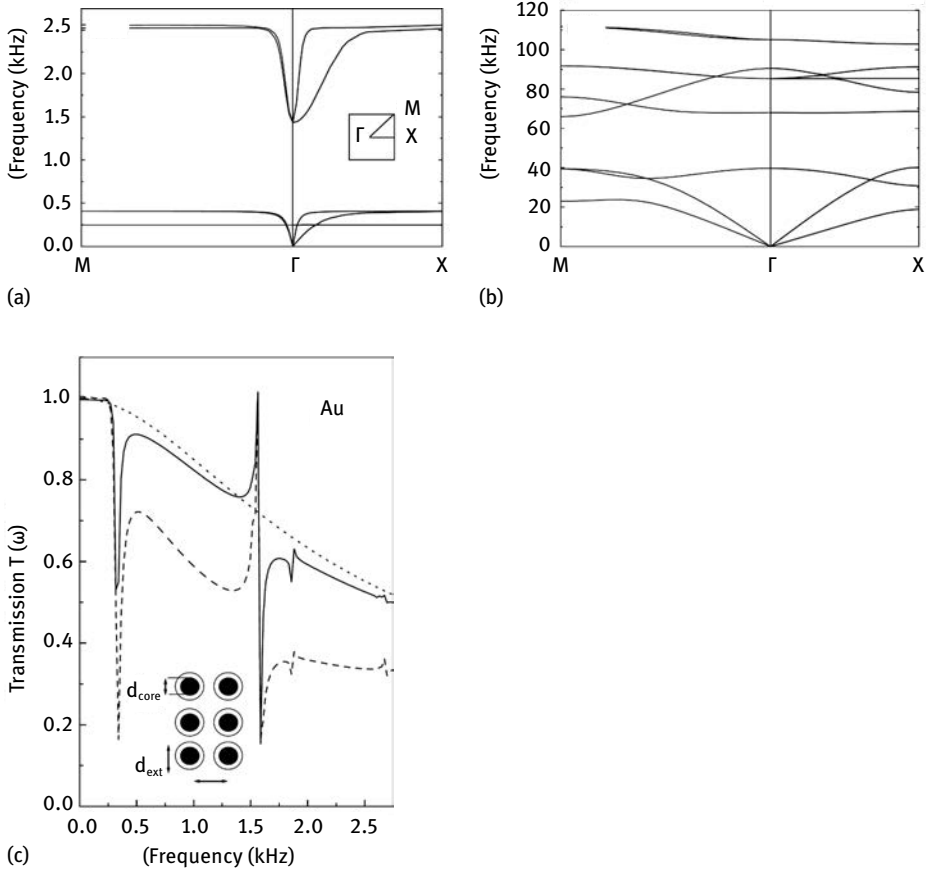 (Frequency (kHz)
2.5
2.0
1.5
1.0
0.5
0.0
M
Γ
X
Γ
M
X
(a)
(Frequency (kHz)
120
100
80
60
40
20
0
M
Γ
X
(b)
Transmission T (ω)
1.0
0.8
0.6
0.4
0.2
0.0
Au
d core
d ext
0.0 0.5 1.0 1.5 2.0 2.5
(Frequency (kHz)
(c)